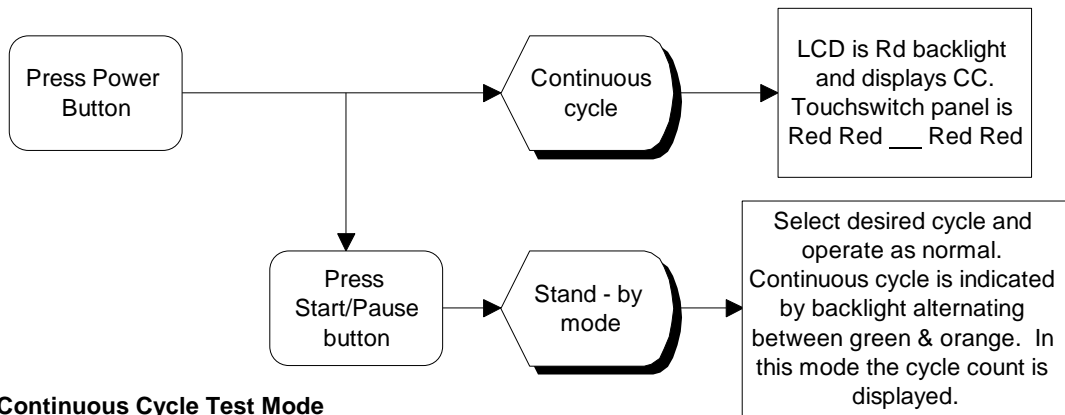 Press Power
Button
Continuous
cycle
LCD is Rd backlight
and displays CC.
Touchswitch panel is
Red Red ___ Red Red
Press
Start/Pause
button
Stand - by
mode
Select desired cycle and
operate as normal.
Continuous cycle is indicated
by backlight alternating
between green & orange. In
this mode the cycle count is
displayed.
Continuous Cycle Test Mode